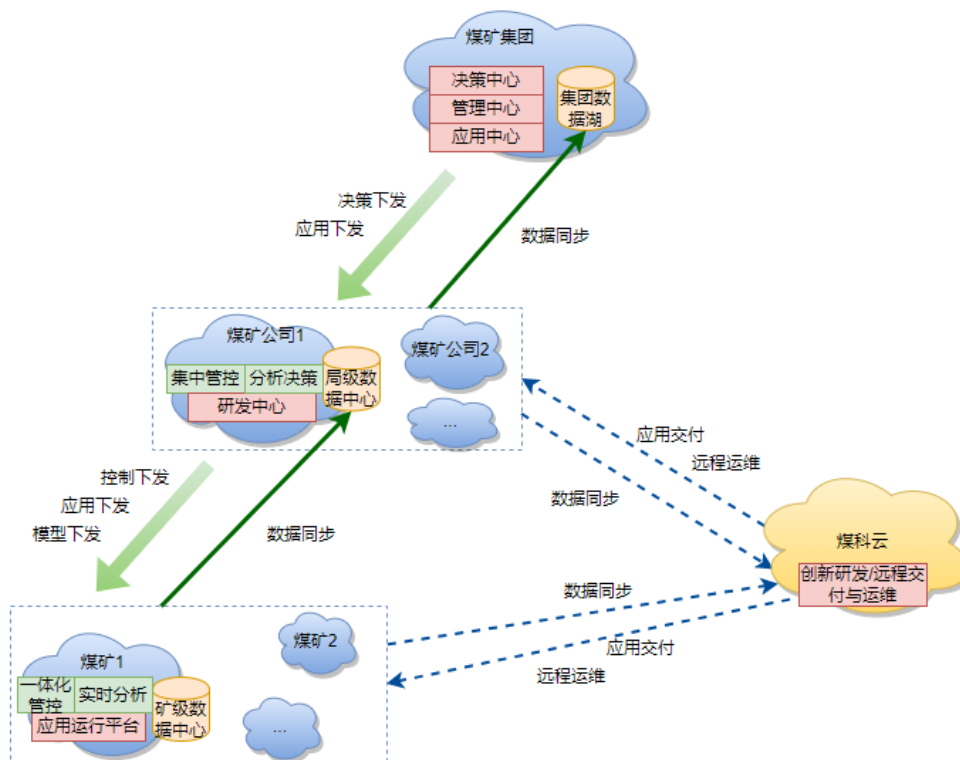 煤矿集团
决策中心
管理中心
应用中心
集团数
据湖
决策下发
应用下发
数据同步
煤矿公司1
集中管控
分析决策
研发中心
局级数
据中心
煤矿公司2
...
控制下发
应用下发
模型下发
数据同步
应用交付
远程运维
数据同步
煤科云
创新研发/远程交
付与运维
数据同步
应用交付
远程运维
煤矿1
一体化
管控
实时分析
应用运行平台
矿级数
据中心
煤矿2
...